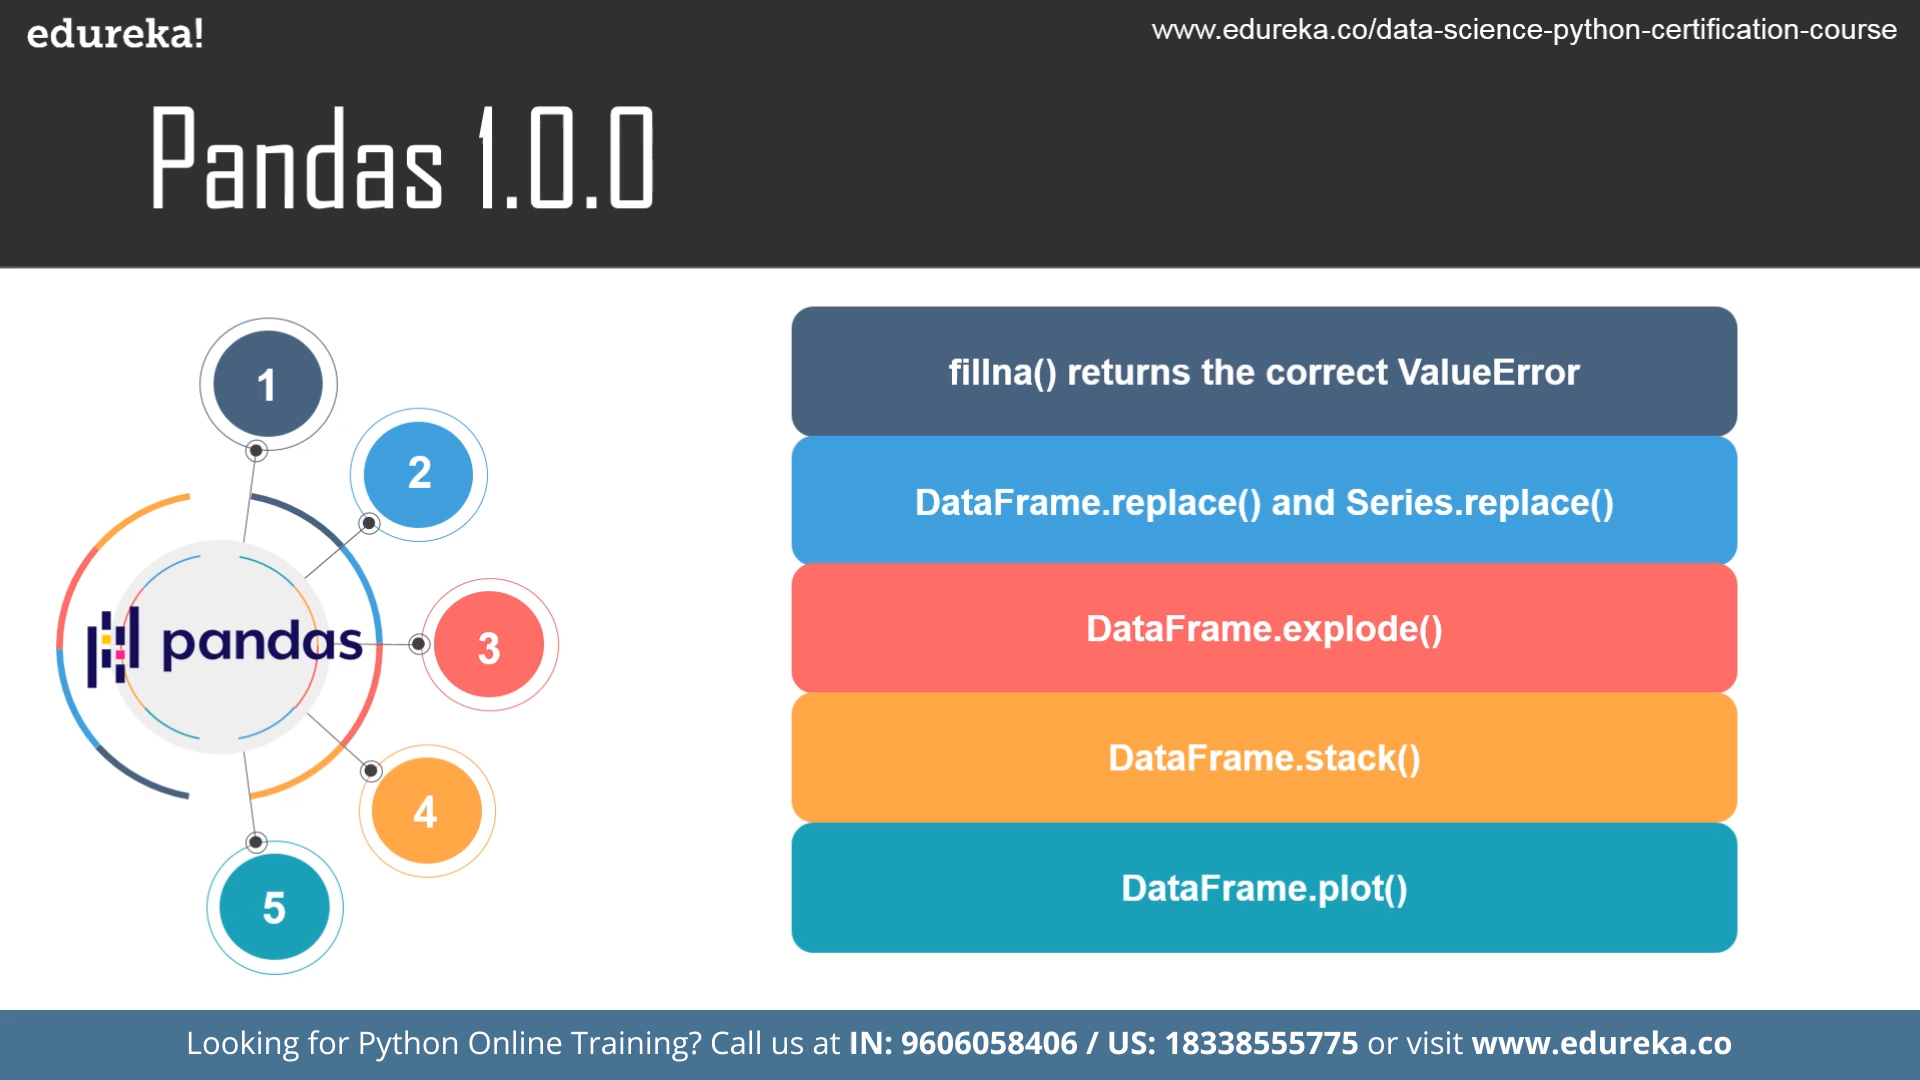 edureka!
www.edureka.co/data-science-python-certification-course
Pandas 1.0.0
1
2
3
4
5
pandas
fillna() returns the correct ValueError
DataFrame.replace() and Series.replace()
DataFrame.explode()
DataFrame.stack()
DataFrame.plot()
Looking for Python Online Training? Call us at IN: 9606058406 / US: 18338555775 or visit www.edureka.co